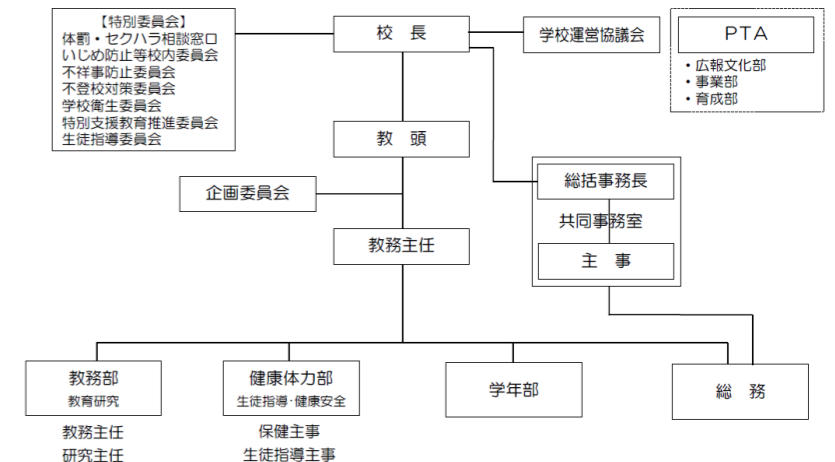 【特別委員会】
体罰・セクハラ相談窓口
いじめ防止等校内委員会
不祥事防止委員会
不登校対策委員会
学校衛生委員会
特別支援教育推進委員会
生徒指導委員会
校　長
学校運営協議会
PTA
・広報文化部
・事業部
・育成部
教　頭
企画委員会
総括事務長
共同事務室
主　事
教務主任
教務部
教育研究
教務主任
研究主任
健康体力部
生徒指導・健康安全
保健主事
生徒指導主事
学年部
総　務